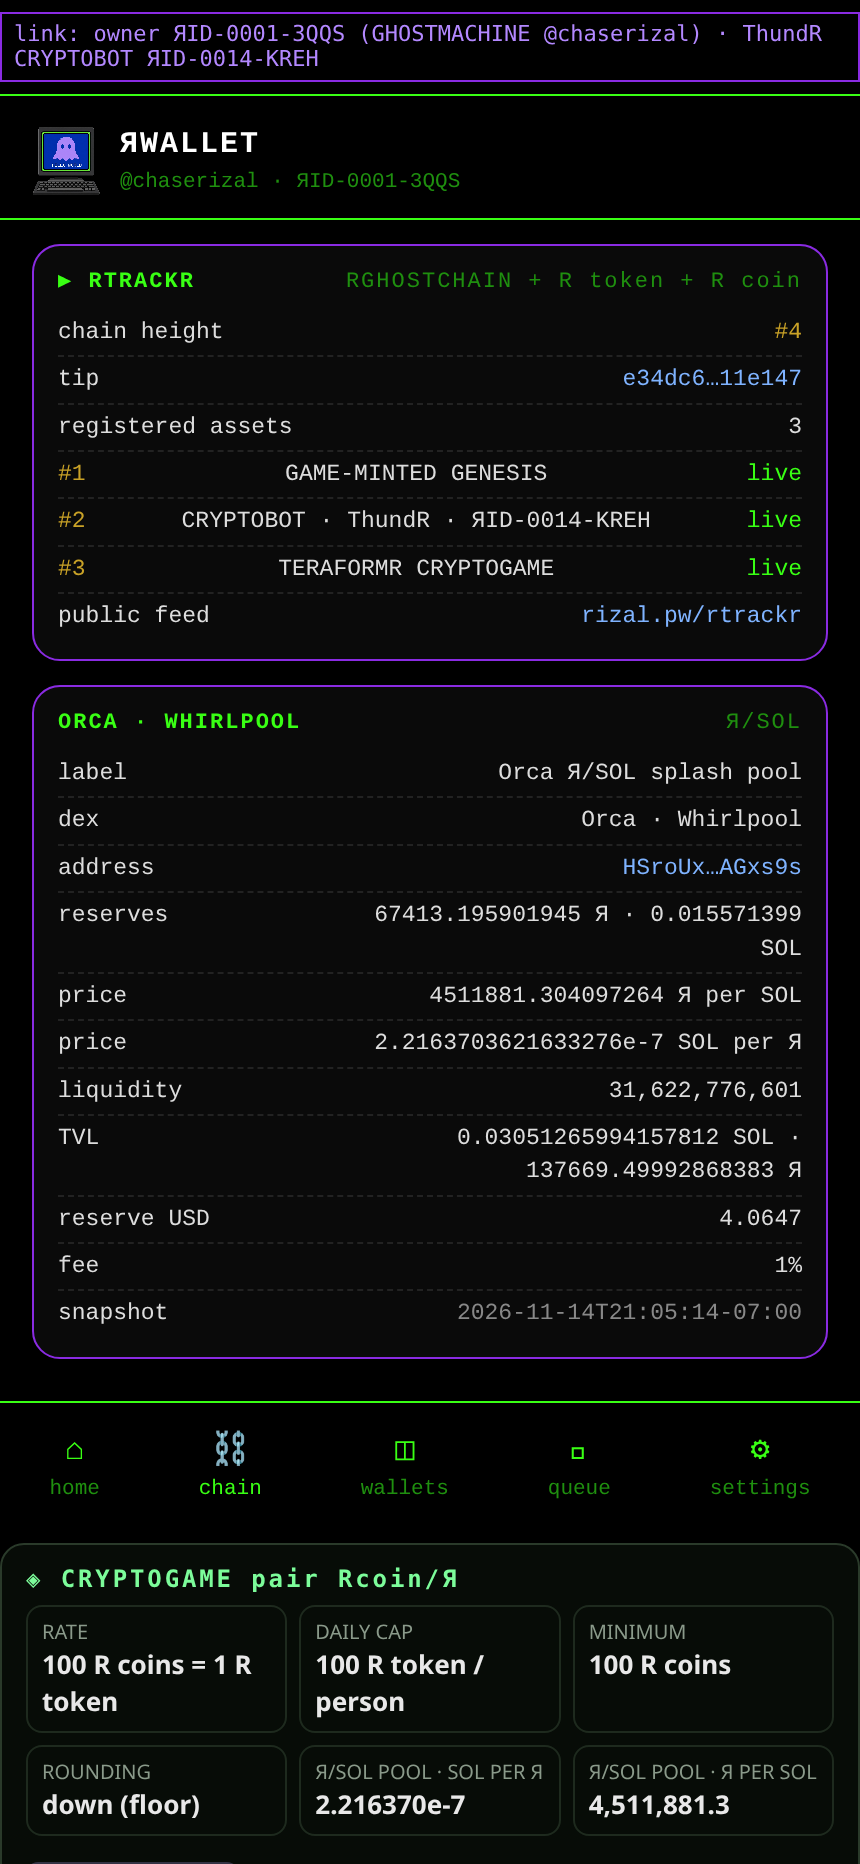 link: owner ЯID-0001-3QQS (GHOSTMACHINE @chaserizal) · ThundR
CRYPTOBOT ЯID-0014-KREH
ЯWALLET
@chaserizal · ЯID-0001-3QQS
▶ RTRACKR RGHOSTCHAIN + R token + R coin
chain height #4
tip e34dc6…11e147
registered assets 3
#1 GAME-MINTED GENESIS live
#2 CRYPTOBOT · ThundR · ЯID-0014-KREH live
#3 TERAFORMR CRYPTOGAME live
public feed rizal.pw/rtrackr
ORCA · WHIRLPOOL Я/SOL
label Orca Я/SOL splash pool
dex Orca · Whirlpool
address HSroUx…AGxs9s
reserves 67413.195901945 Я · 0.015571399
SOL
price 4511881.304097264 Я per SOL
price 2.2163703621633276e-7 SOL per Я
liquidity 31,622,776,601
TVL 0.03051265994157812 SOL ·
137669.49992868383 Я
reserve USD 4.0647
fee 1%
snapshot 2026-11-14T21:05:14-07:00
home chain wallets queue settings
◈ CRYPTOGAME pair Rcoin/Я
RATE DAILY CAP MINIMUM
100 R coins = 1 R 100 R token / 100 R coins
token person
ROUNDING Я/SOL POOL · SOL PER Я Я/SOL POOL · Я PER SOL
down (floor) 2.216370e-7 4,511,881.3